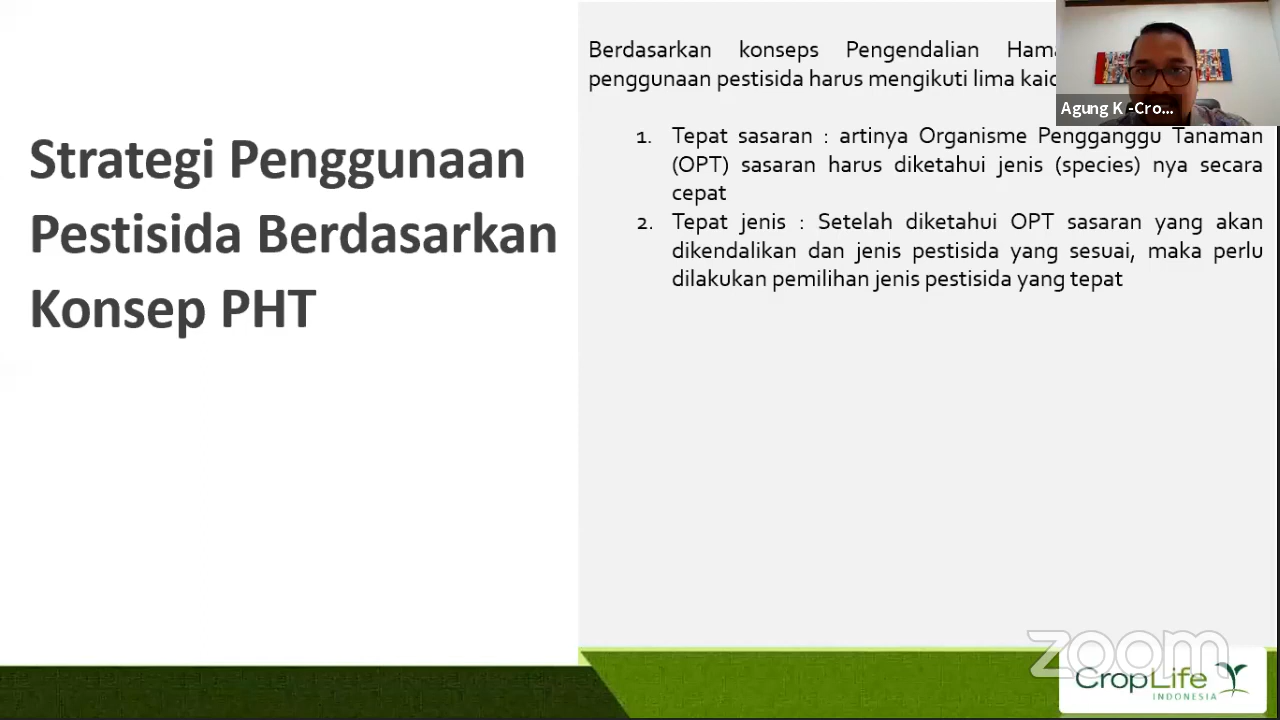 Strategi Penggunaan
Pestisida Berdasarkan
Konsep PHT
Berdasarkan konseps Pengendalian
penggunaan pestisida harus mengikuti lima
1. Tepat sasaran : artinya Organisme Pengganggu Tanaman
(OPT) sasaran harus diketahui jenis (species) nya secara
cepat
2. Tepat jenis : Setelah diketahui OPT sasaran yang akan
dikendalikan dan jenis pestisida yang sesuai, maka perlu
dilakukan pemilihan jenis pestisida yang tepat
Agung K -Cro...
zoom
CropLife
INDONESIA